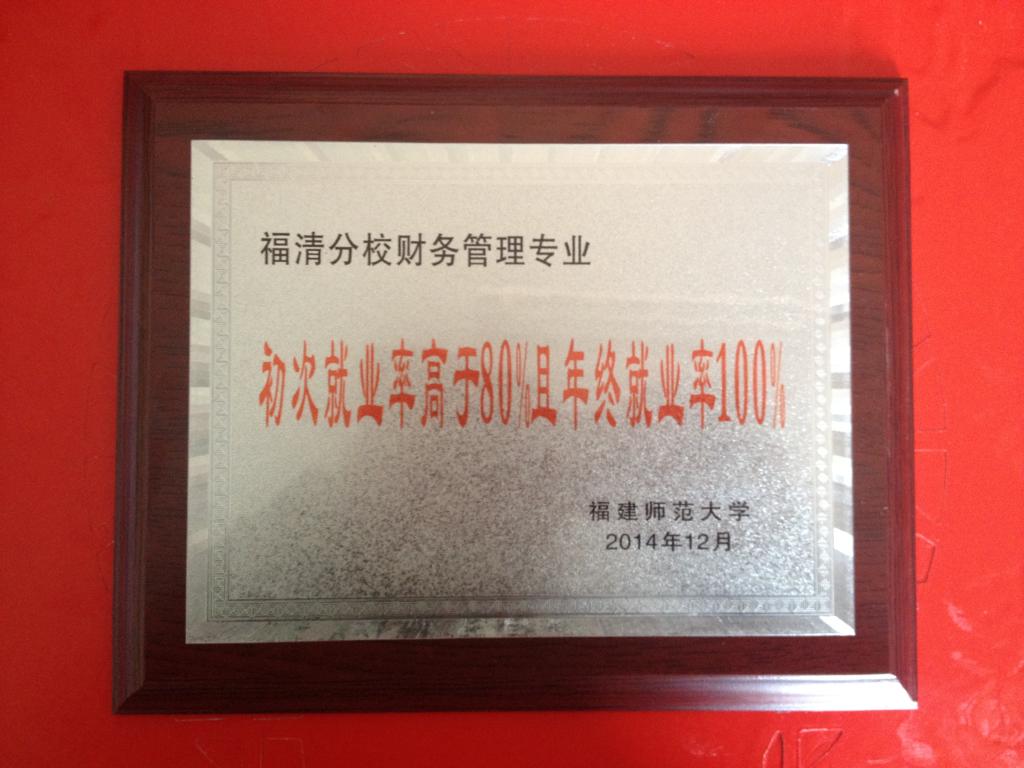 福清分校财务管理专业
初次就业率高于80%且年终就业率100%
福建师范大学
2014年12月